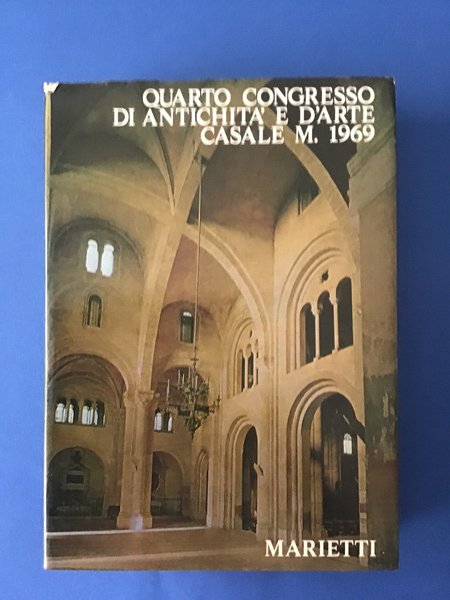 QUARTO CONGRESSO
DI ANTICHITA' E D'ARTE
CASALE M. 1969
MARIETTI